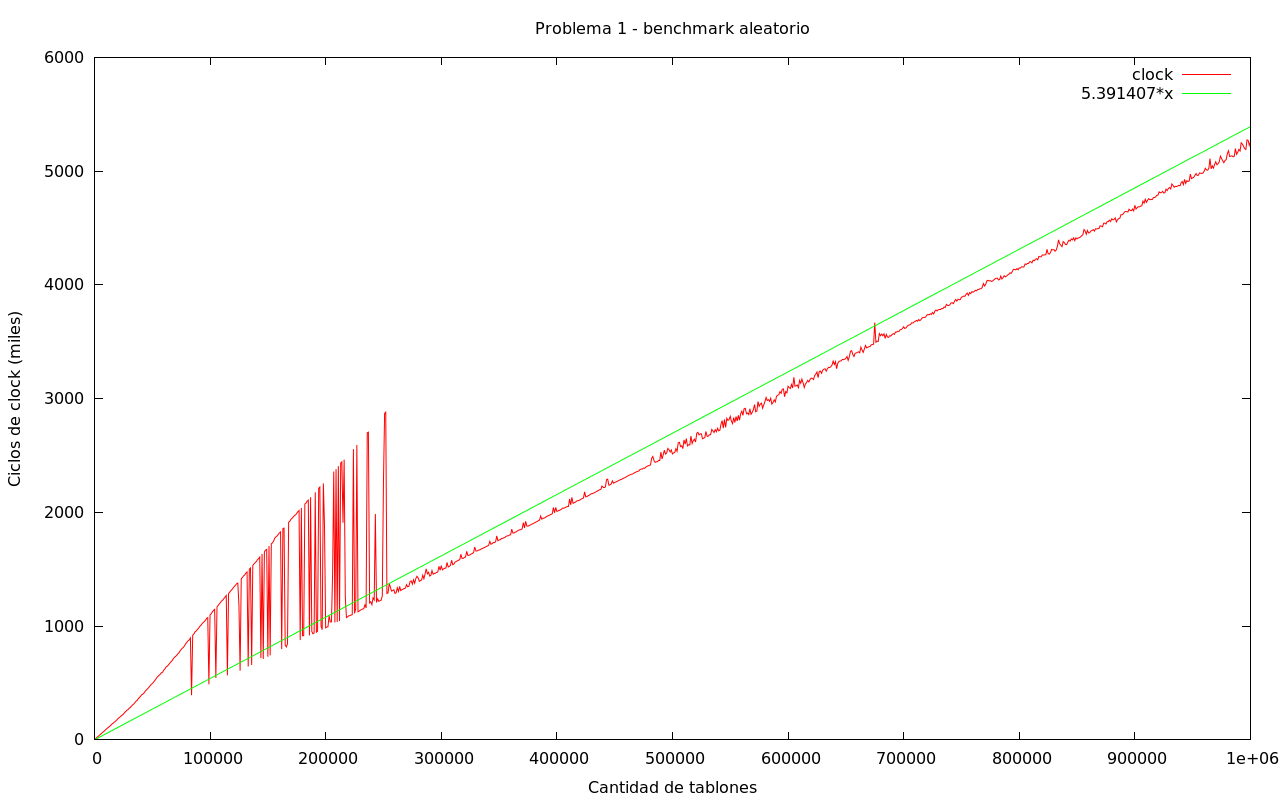 Problema 1 - benchmark aleatorio
6000
5000
4000
3000
2000
1000
0
Ciclos de clock (miles)
clock
5.391407*x
0 100000 200000 300000 400000 500000 600000 700000 800000 900000 1e+06
Cantidad de tablones